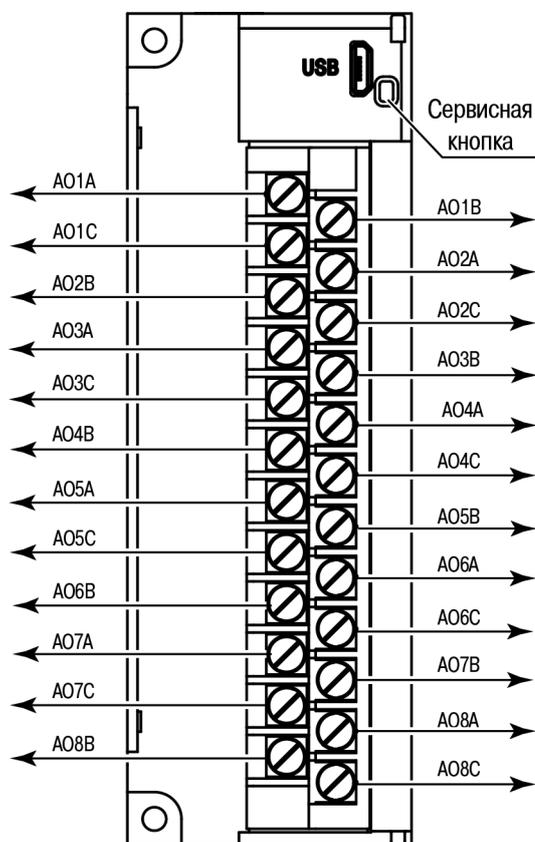 USB
Сервисная
кнопка
AO1A
AO1B
AO1C
AO2A
AO2B
AO2C
AO3A
AO3B
AO3C
AO4A
AO4B
AO4C
AO5A
AO5B
AO5C
AO6A
AO6B
AO6C
AO7A
AO7B
AO7C
AO8A
AO8B
AO8C